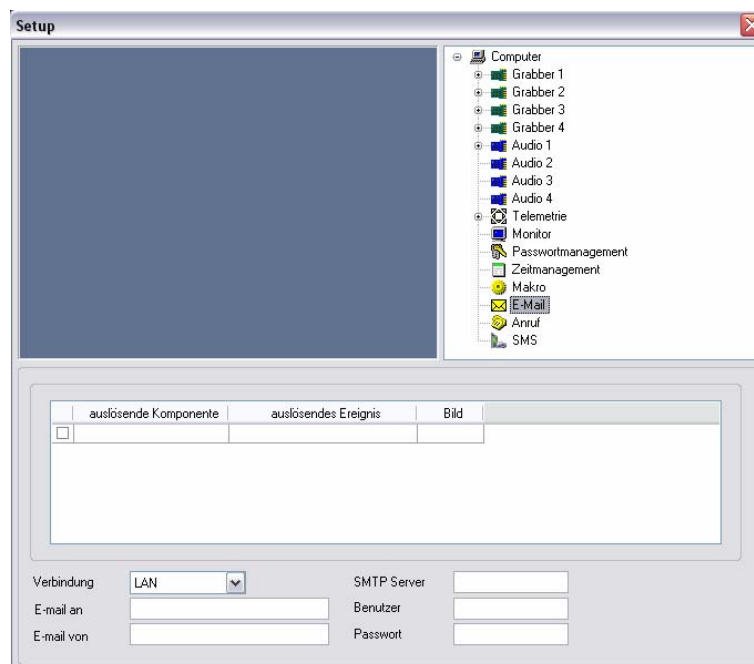 Setup
Computer
Grabber 1
Grabber 2
Grabber 3
Grabber 4
Audio 1
Audio 2
Audio 3
Audio 4
Telemetrie
Monitor
Passwortmanagement
Zeitmanagement
Makro
E-Mail
Anruf
SMS
auslösende Komponente auslösendes Ereignis Bild
Verbindung LAN SMTP Server
E-mail an Benutzer
E-mail von Passwort